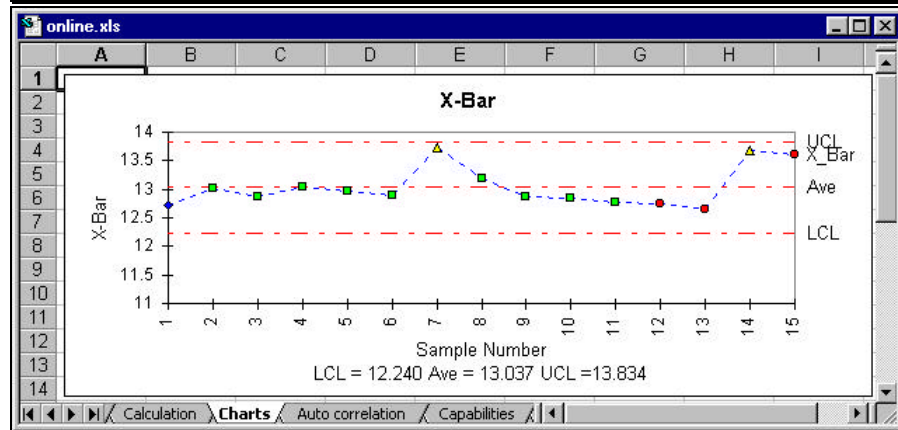 online.xls
A B C D E F G H I
1
2
3
4
5
6
7
8
9
10
11
12
13
14
X-Bar
14
13.5
13
12.5
12
11.5
11
X-Bar
UCL
X_Bar
Ave
LCL
1 2 3 4 5 6 7 8 9 10 11 12 13 14 15
Sample Number
LCL = 12.240 Ave = 13.037 UCL =13.834
Calculation Charts Auto correlation Capabilities